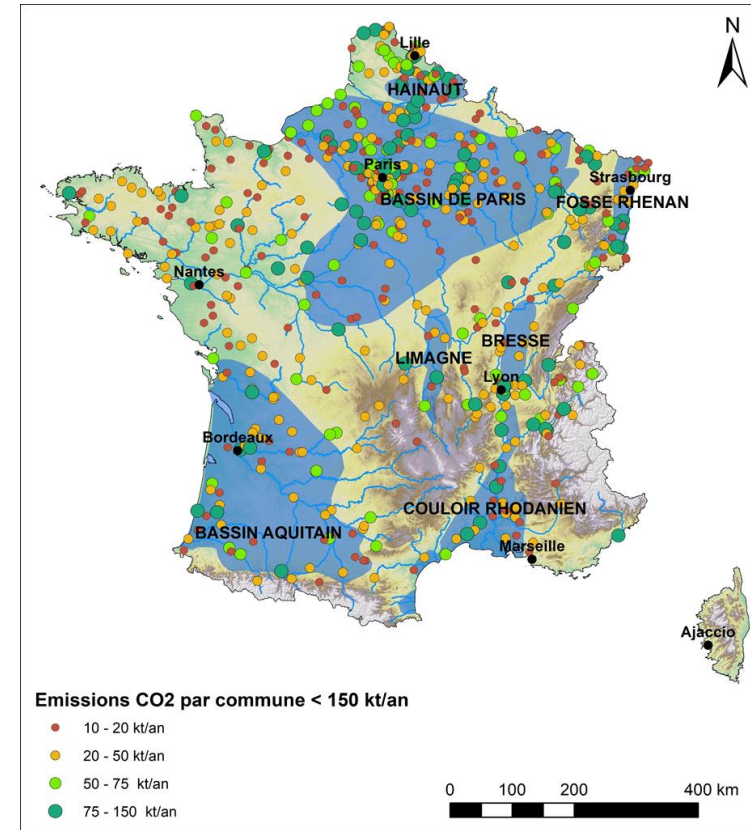 N
Lille
HAINAUT
Paris
Strasbourg
BASSIN DE PARIS
FOSSE RHENAN
Nantes
BRESSE
LIMAGNE
Lyon
Bordeaux
COULOIR RHODANIEN
BASSIN AQUITAIN
Marseille
Ajaccio
Emissions CO2 par commune < 150 kt/an
10 - 20 kt/an
20 - 50 kt/an
50 - 75 kt/an
75 - 150 kt/an
0 100 200 400 km